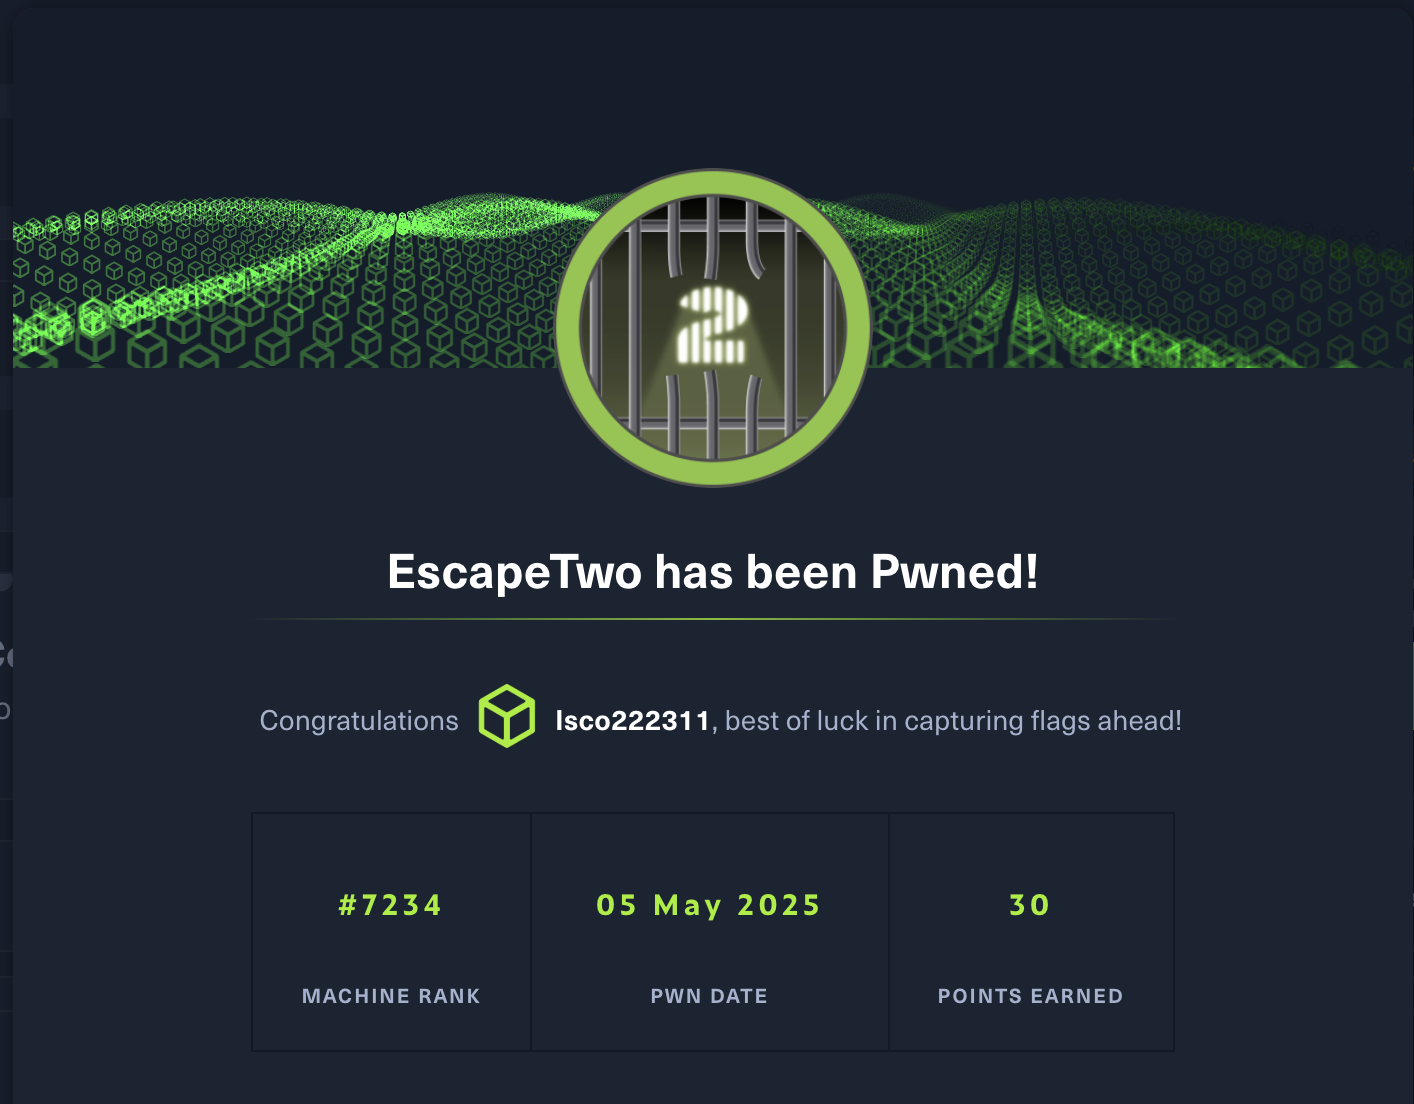 2
EscapeTwo has been Pwned!
Congratulations lsco222311, best of luck in capturing flags ahead!
#7234 05 May 2025 30
MACHINE RANK PWN DATE POINTS EARNED